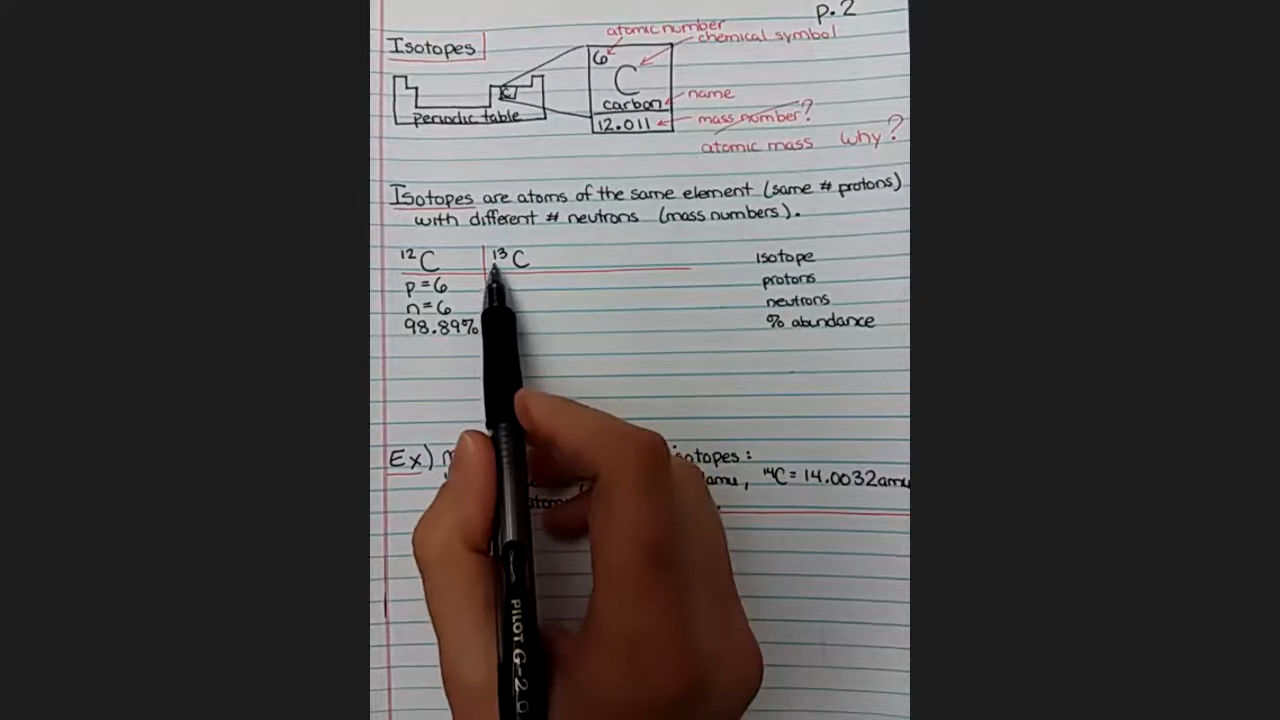 p.2
atomic number
chemical symbol
Isotopes
6
C
carbon
name
periodic table
12.011
mass number?
atomic mass why?
Isotopes are atoms of the same element (same # protons)
with different # neutrons (mass numbers).
¹²C ¹³C isotope
p=6 protons
n=6 neutrons
98.89% % abundance
Ex) isotopes:
amu, ¹⁴C = 14.0032amu
PILOT G-2